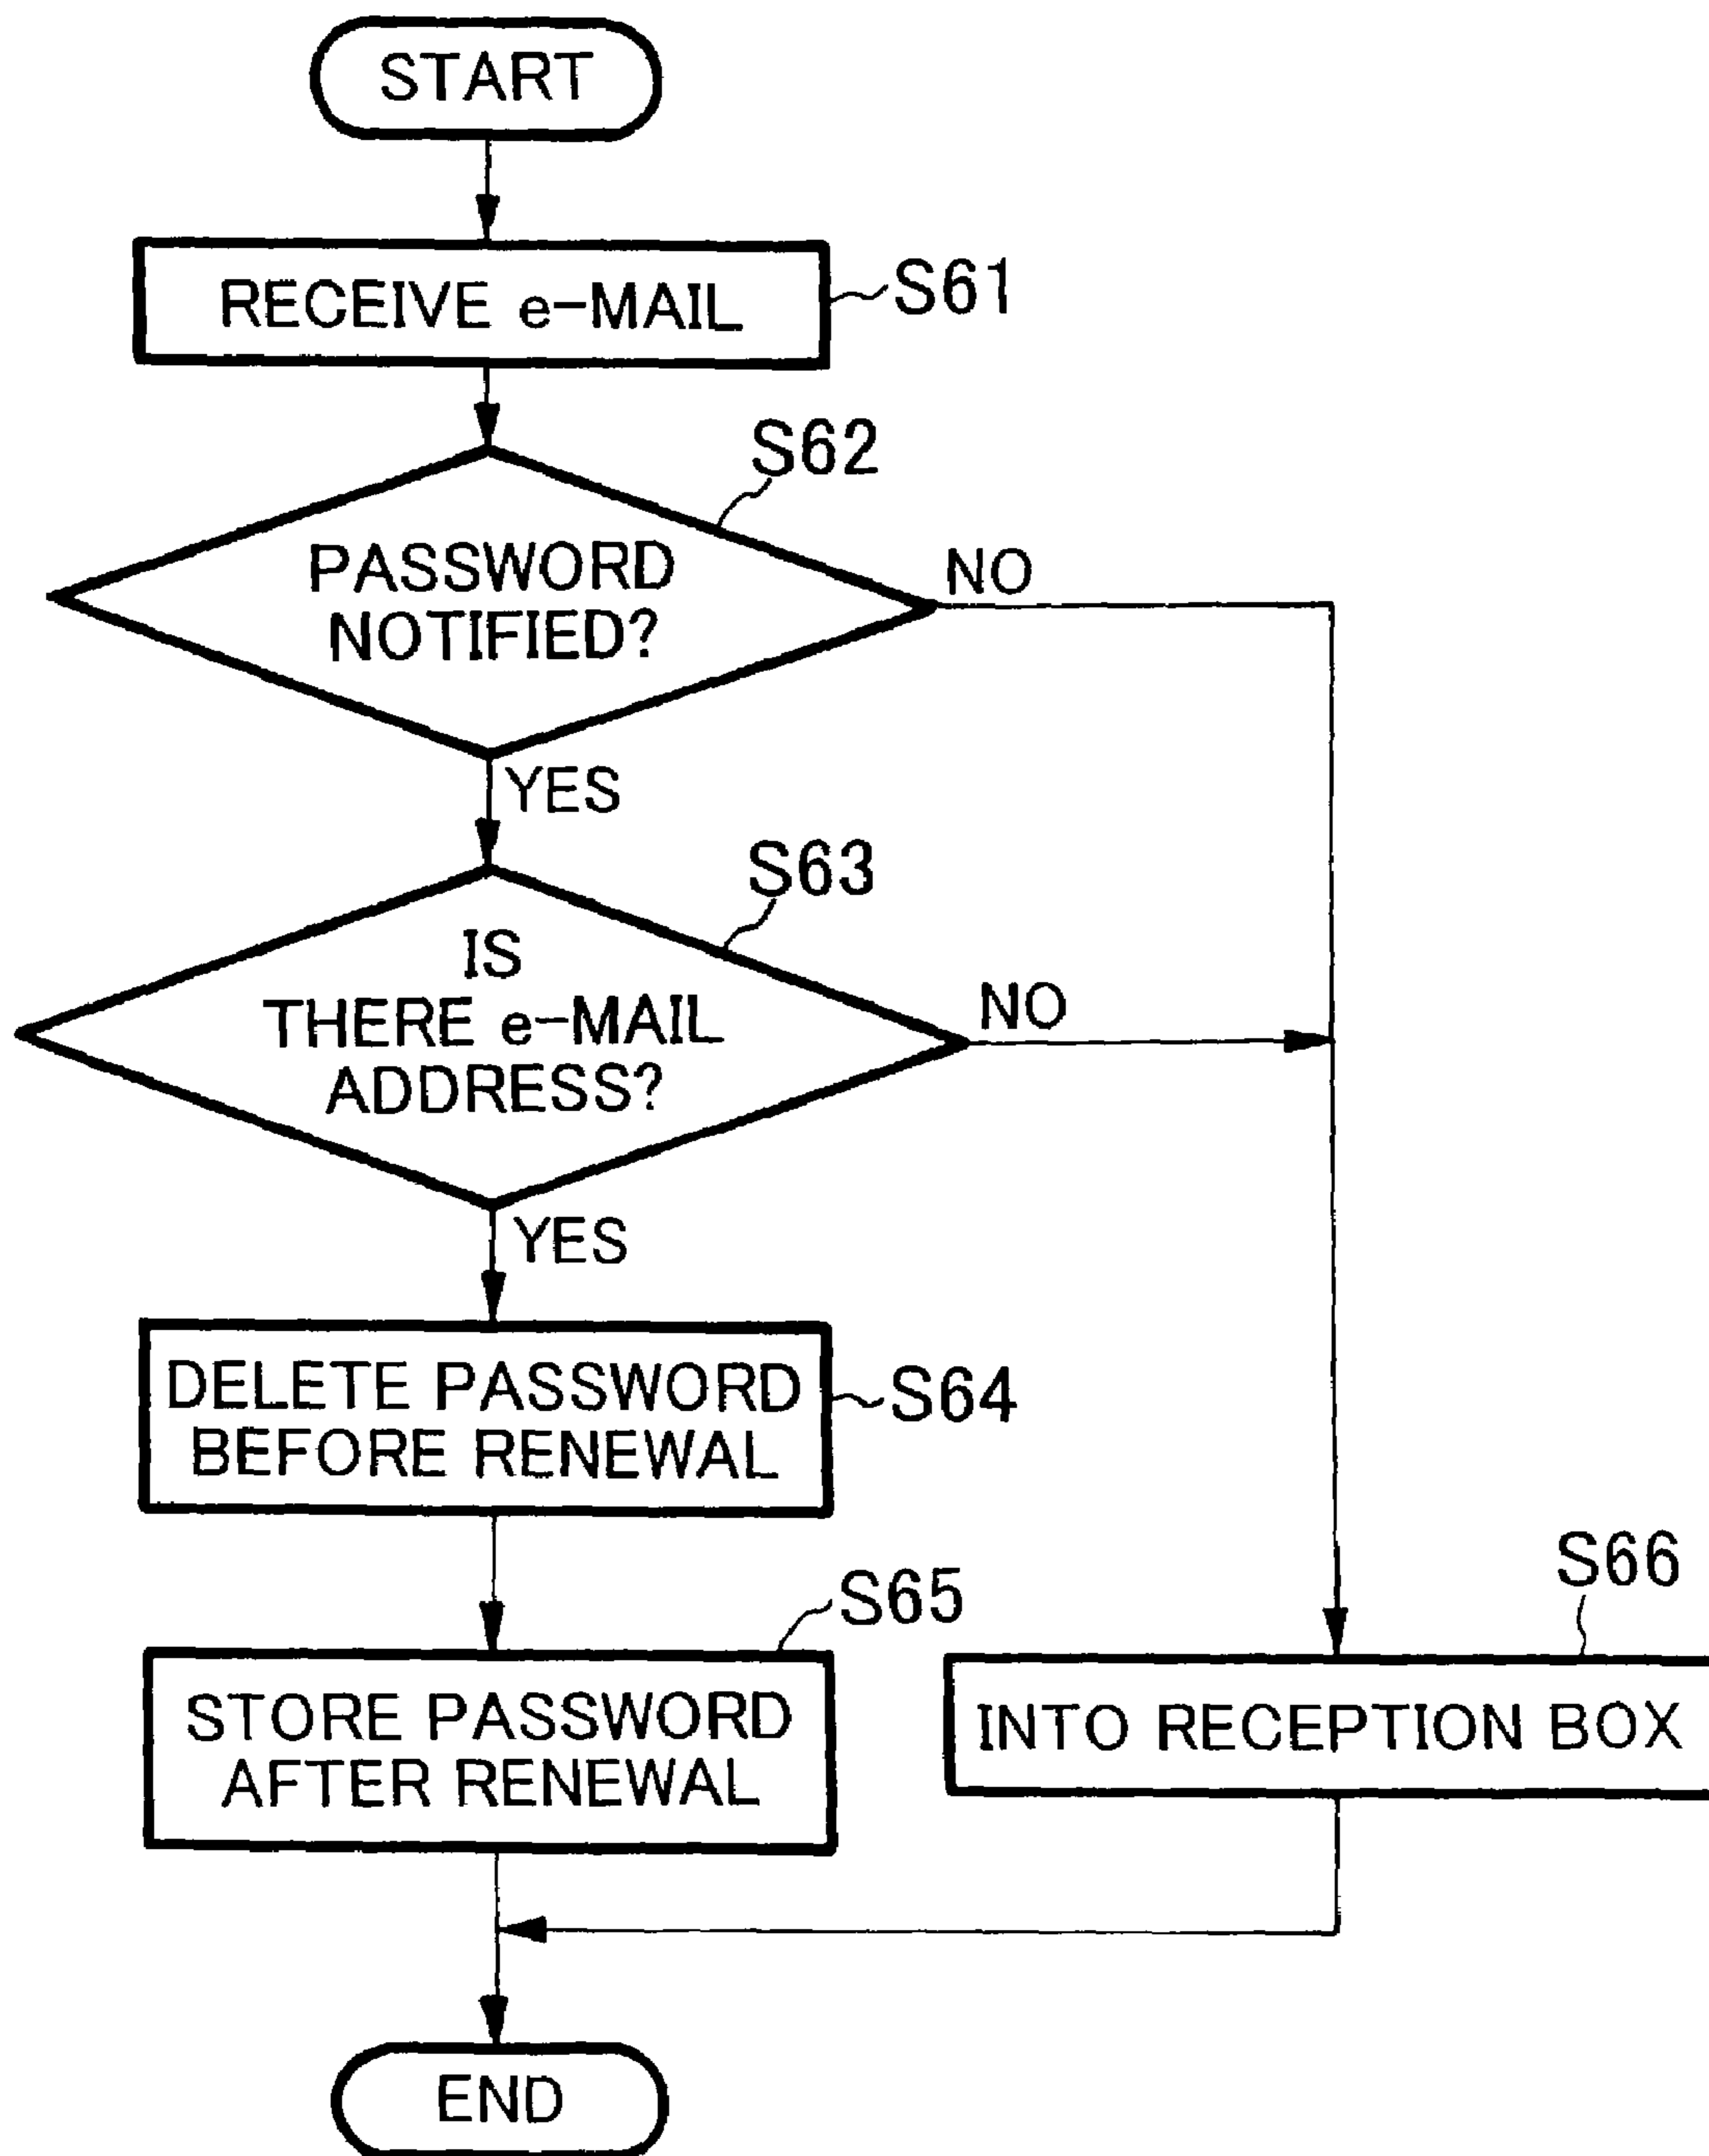 START
RECEIVE e-MAIL
S61
S62
PASSWORD
NOTIFIED?
NO
YES
S63
IS
THERE e-MAIL
ADDRESS?
NO
YES
DELETE PASSWORD
BEFORE RENEWAL
S64
S65
STORE PASSWORD
AFTER RENEWAL
S66
INTO RECEPTION BOX
END